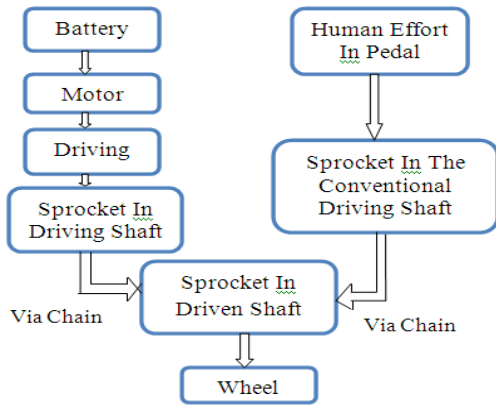 Battery
Motor
Driving
Sprocket In
Driving Shaft
Via Chain
Human Effort
In Pedal
Sprocket In The
Conventional
Driving Shaft
Via Chain
Sprocket In
Driven Shaft
Wheel